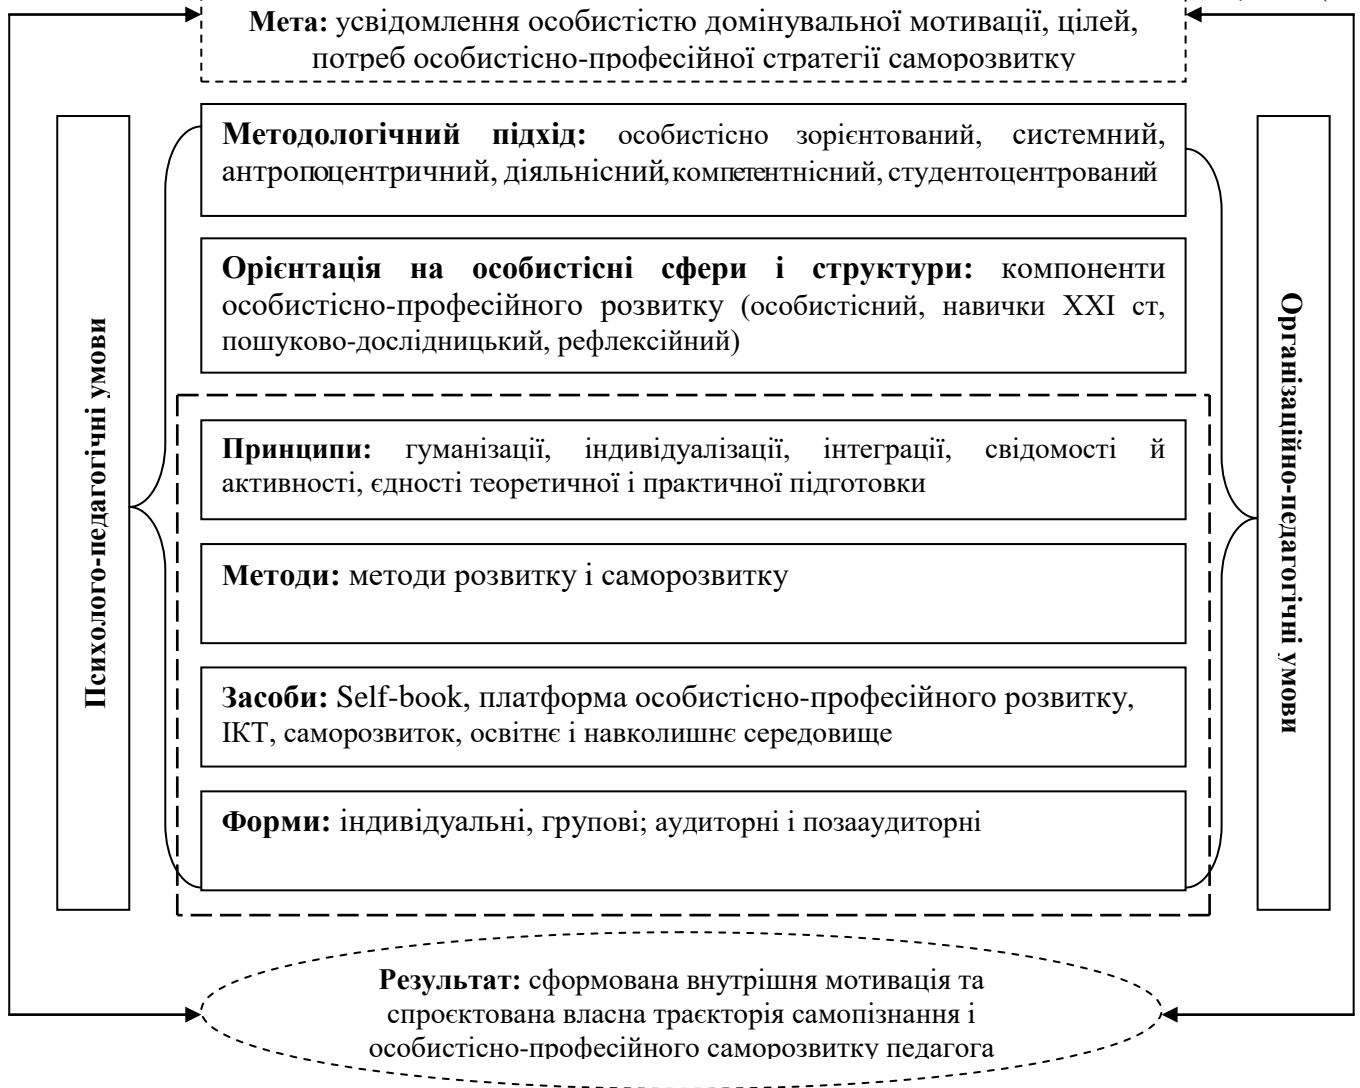 Мета: усвідомлення особистістю домінувальної мотивації, цілей,
потреб особистісно-професійної стратегії саморозвитку
Методологічний підхід: особистісно зорієнтований, системний,
антропоцентричний, діяльнісний, компетентнісний, студентоцентрований
Орієнтація на особистісні сфери і структури: компоненти
особистісно-професійного розвитку (особистісний, навички ХХІ ст,
пошуково-дослідницький, рефлексійний)
Психолого-педагогічні умови
Організаційно-педагогічні умови
Принципи: гуманізації, індивідуалізації, інтеграції, свідомості й
активності, єдності теоретичної і практичної підготовки
Методи: методи розвитку і саморозвитку
Засоби: Self-book, платформа особистісно-професійного розвитку,
ІКТ, саморозвиток, освітнє і навколишнє середовище
Форми: індивідуальні, групові; аудиторні і позааудиторні
Результат: сформована внутрішня мотивація та
спроєктована власна траєкторія самопізнання і
особистісно-професійного саморозвитку педагога